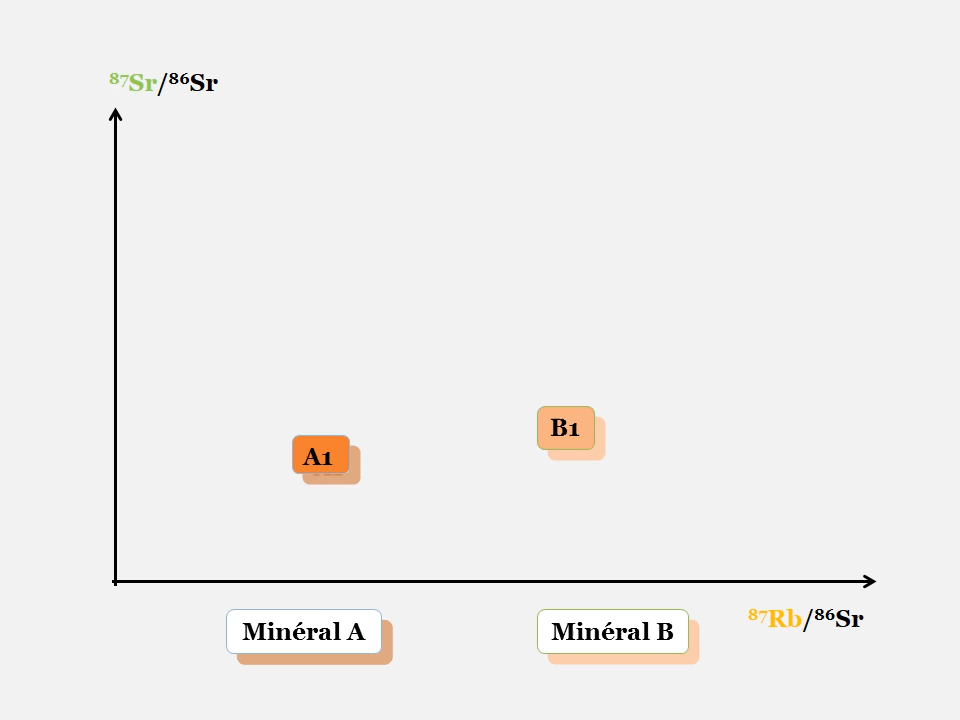 ⁸⁷Sr/⁸⁶Sr
B1
A1
Minéral A
Minéral B
⁸⁷Rb/⁸⁶Sr